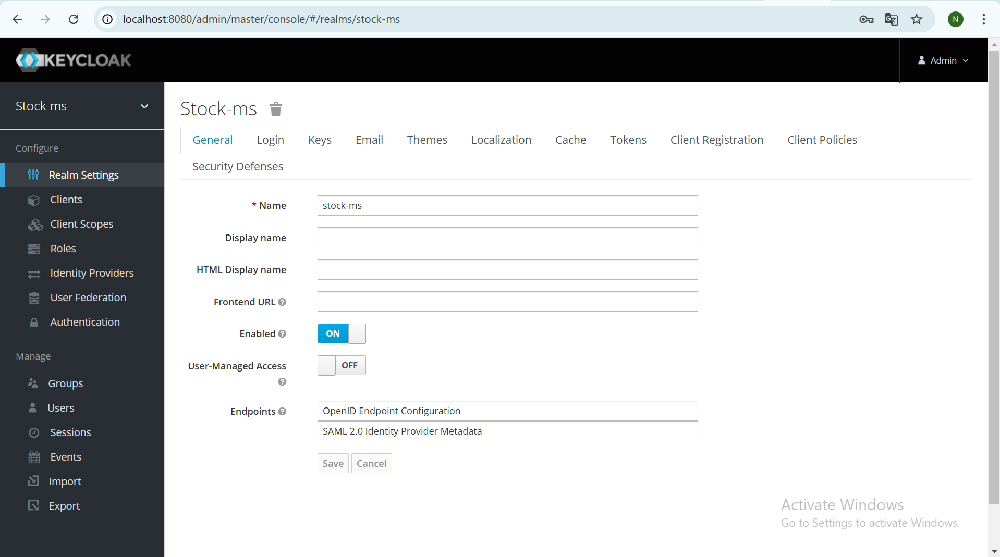 localhost:8080/admin/master/console/#/realms/stock-ms
N
KEYCLOAK
Admin
Stock-ms
Configure
Realm Settings
Clients
Client Scopes
Roles
Identity Providers
User Federation
Authentication
Manage
Groups
Users
Sessions
Events
Import
Export
Stock-ms
General Login Keys Email Themes Localization Cache Tokens Client Registration Client Policies
Security Defenses
* Name stock-ms
Display name
HTML Display name
Frontend URL
Enabled ON
User-Managed Access OFF
Endpoints OpenID Endpoint Configuration
SAML 2.0 Identity Provider Metadata
Save Cancel
Activate Windows
Go to Settings to activate Windows.